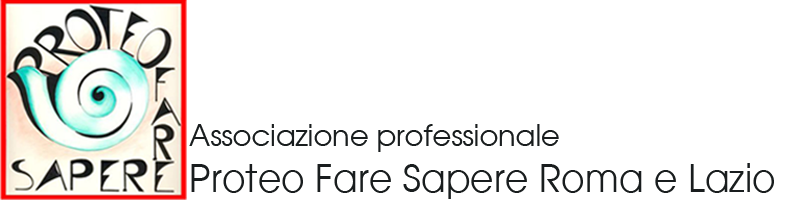 PROTEO
FARE
SAPERE
Associazione professionale
Proteo Fare Sapere Roma e Lazio